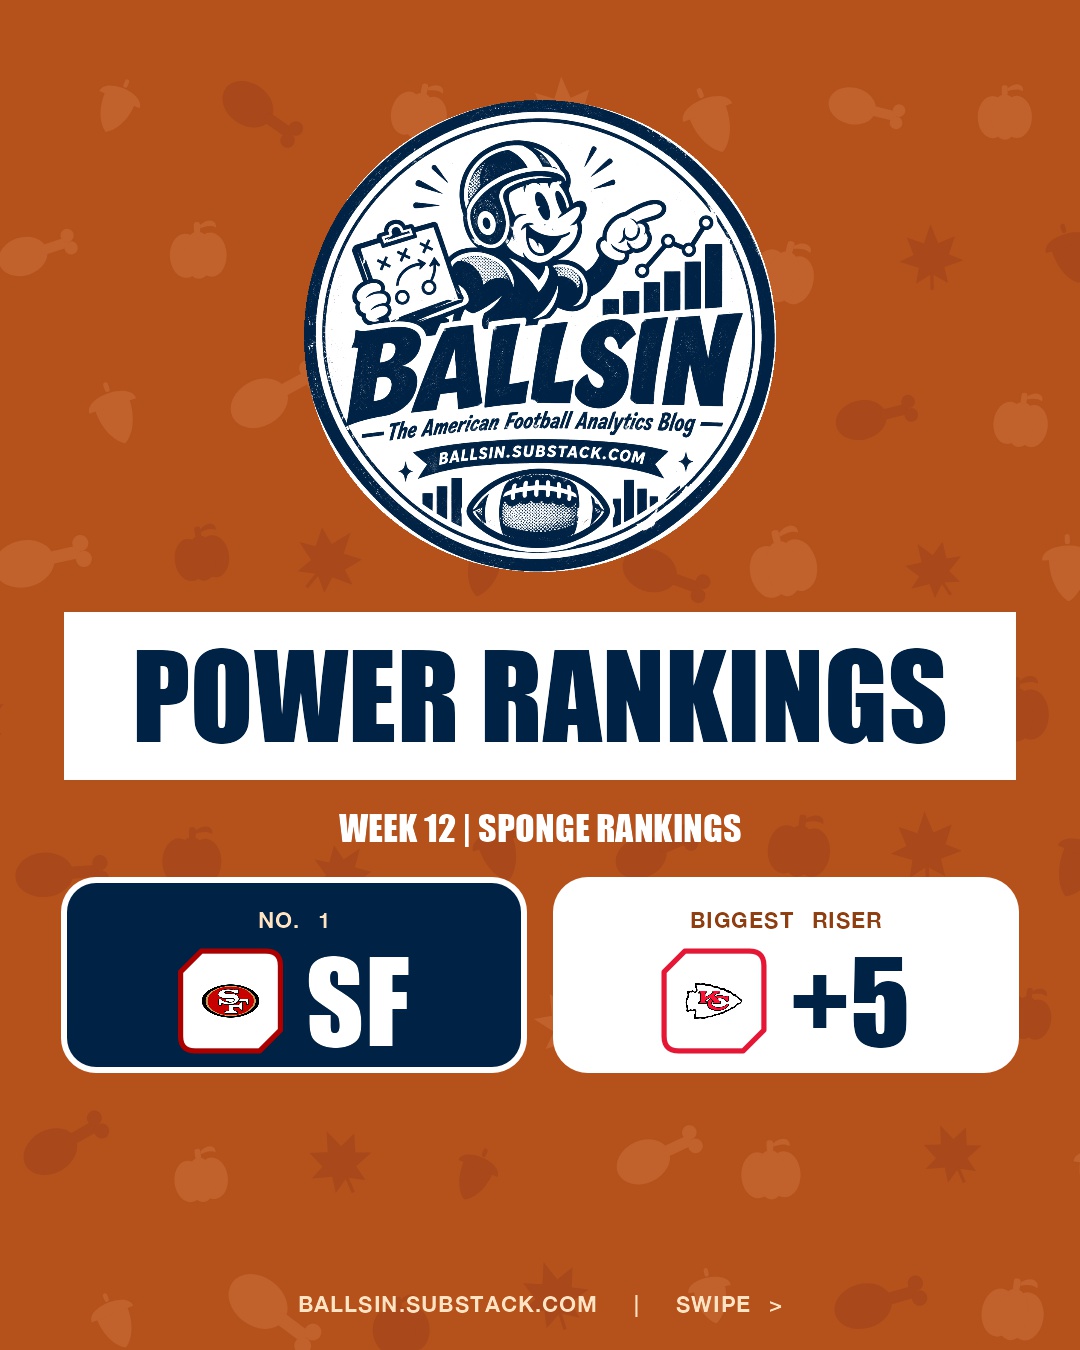 BALLSIN
The American Football Analytics Blog
BALLSIN.SUBSTACK.COM
POWER RANKINGS
WEEK 12 | SPONGE RANKINGS
NO. 1
SF
SF
BIGGEST RISER
KC
+5
BALLSIN.SUBSTACK.COM | SWIPE >